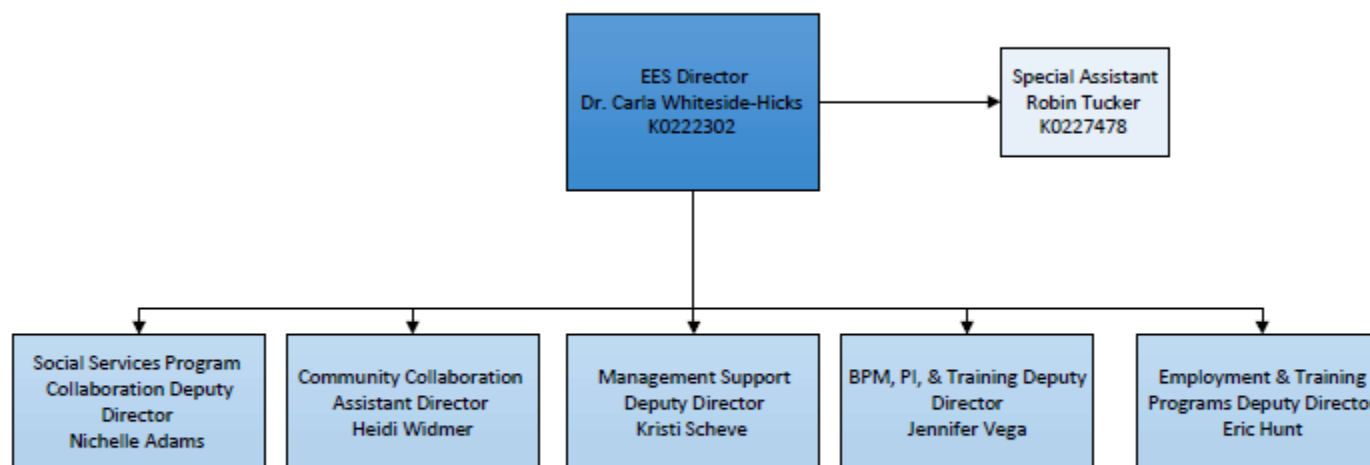 EES Director
Dr. Carla Whiteside-Hicks
K0222302
Special Assistant
Robin Tucker
K0227478
Social Services Program
Collaboration Deputy
Director
Nichelle Adams
Community Collaboration
Assistant Director
Heidi Widmer
Management Support
Deputy Director
Kristi Scheve
BPM, PI, & Training Deputy
Director
Jennifer Vega
Employment & Training
Programs Deputy Director
Eric Hunt